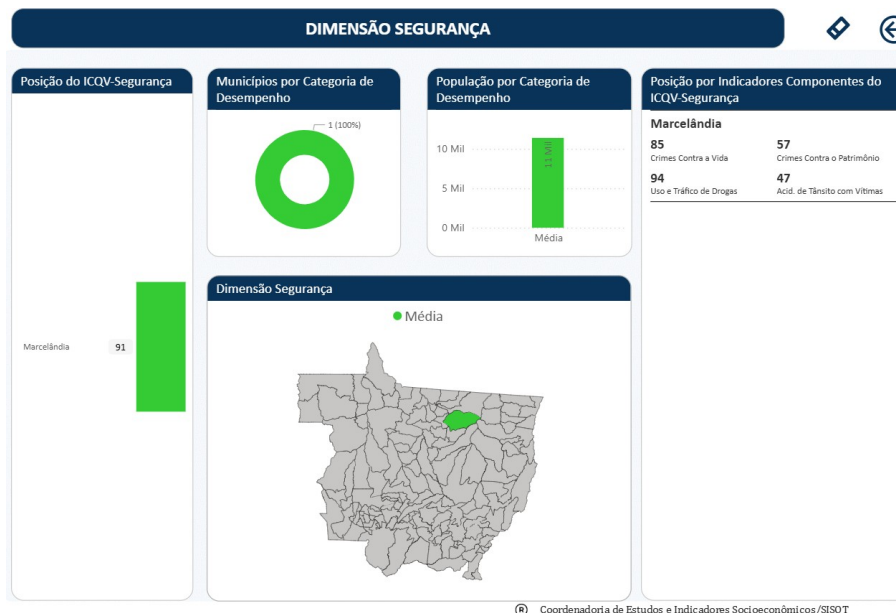 DIMENSÃO SEGURANÇA
Posição do ICQV-Segurança
Marcelândia 91
Municípios por Categoria de
Desempenho
1 (100%)
População por Categoria de
Desempenho
10 Mil
5 Mil
0 Mil
11 Mil
Média
Dimensão Segurança
Média
Posição por Indicadores Componentes do
ICQV-Segurança
Marcelândia
85 57
Crimes Contra a Vida Crimes Contra o Patrimônio
94 47
Uso e Tráfico de Drogas Acid. de Tânsito com Vítimas
® Coordenadoria de Estudos e Indicadores Socioeconômicos/SISOT